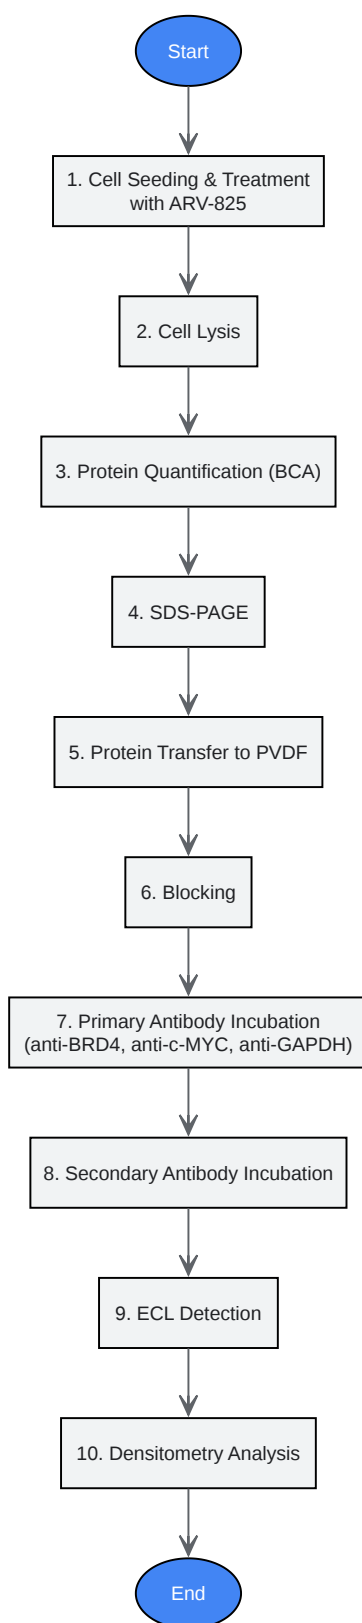 Start
1. Cell Seeding & Treatment
with ARV-825
2. Cell Lysis
3. Protein Quantification (BCA)
4. SDS-PAGE
5. Protein Transfer to PVDF
6. Blocking
7. Primary Antibody Incubation
(anti-BRD4, anti-c-MYC, anti-GAPDH)
8. Secondary Antibody Incubation
9. ECL Detection
10. Densitometry Analysis
End